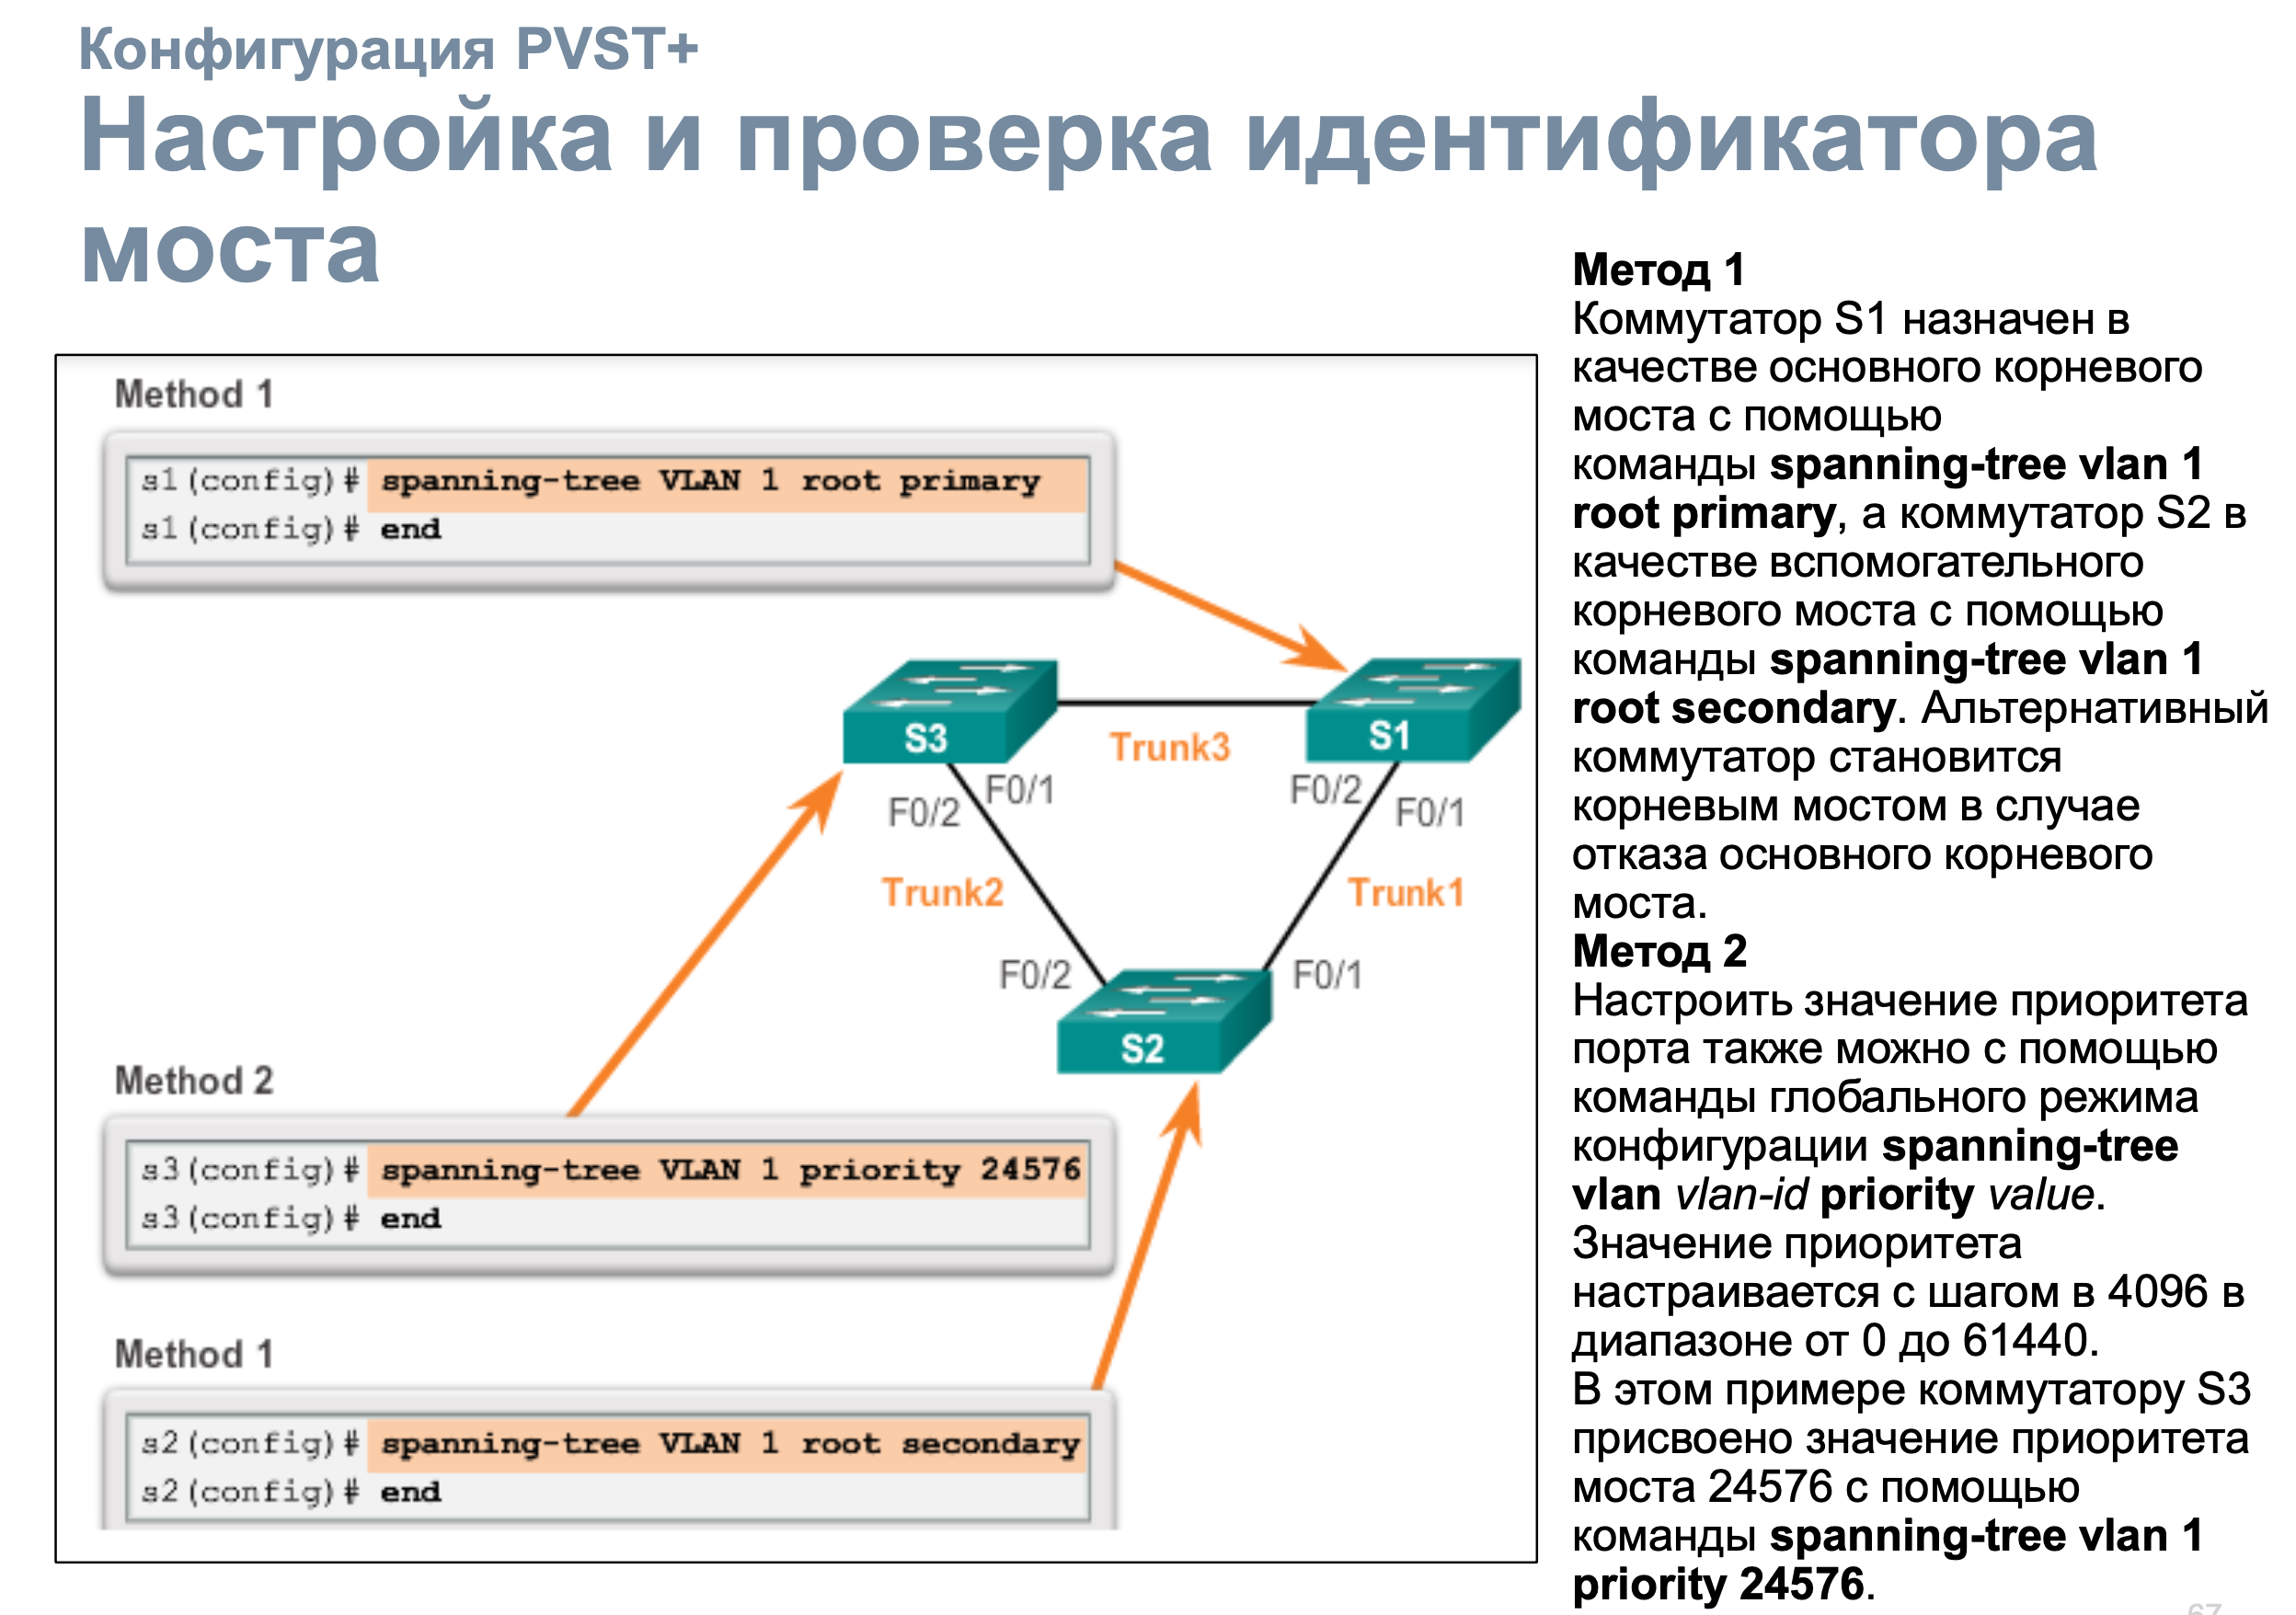 Конфигурация PVST+
Настройка и проверка идентификатора
моста
Method 1
s1(config)# spanning-tree VLAN 1 root primary
s1(config)# end
S3
S1
Trunk3
F0/1
F0/2
F0/2
F0/1
Trunk2
Trunk1
F0/2
F0/1
S2
Method 2
s3(config)# spanning-tree VLAN 1 priority 24576
s3(config)# end
Method 1
s2(config)# spanning-tree VLAN 1 root secondary
s2(config)# end
Метод 1
Коммутатор S1 назначен в
качестве основного корневого
моста с помощью
команды spanning-tree vlan 1
root primary, а коммутатор S2 в
качестве вспомогательного
корневого моста с помощью
команды spanning-tree vlan 1
root secondary. Альтернативный
коммутатор становится
корневым мостом в случае
отказа основного корневого
моста.
Метод 2
Настроить значение приоритета
порта также можно с помощью
команды глобального режима
конфигурации spanning-tree
vlan vlan-id priority value.
Значение приоритета
настраивается с шагом в 4096 в
диапазоне от 0 до 61440.
В этом примере коммутатору S3
присвоено значение приоритета
моста 24576 с помощью
команды spanning-tree vlan 1
priority 24576.
67